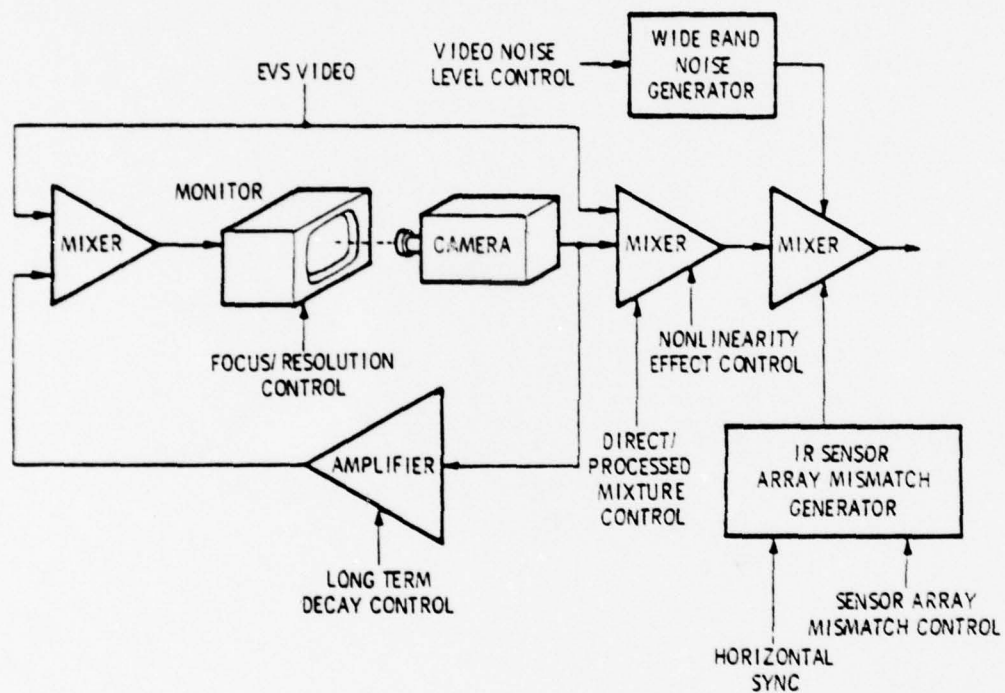 WIDE BAND
NOISE
GENERATOR
VIDEO NOISE
LEVEL CONTROL
EVS VIDEO
MONITOR
MIXER
CAMERA
MIXER
MIXER
FOCUS/RESOLUTION
CONTROL
NONLINEARITY
EFFECT CONTROL
AMPLIFIER
DIRECT/
PROCESSED
MIXTURE
CONTROL
IR SENSOR
ARRAY MISMATCH
GENERATOR
LONG TERM
DECAY CONTROL
SENSOR ARRAY
MISMATCH CONTROL
HORIZONTAL
SYNC